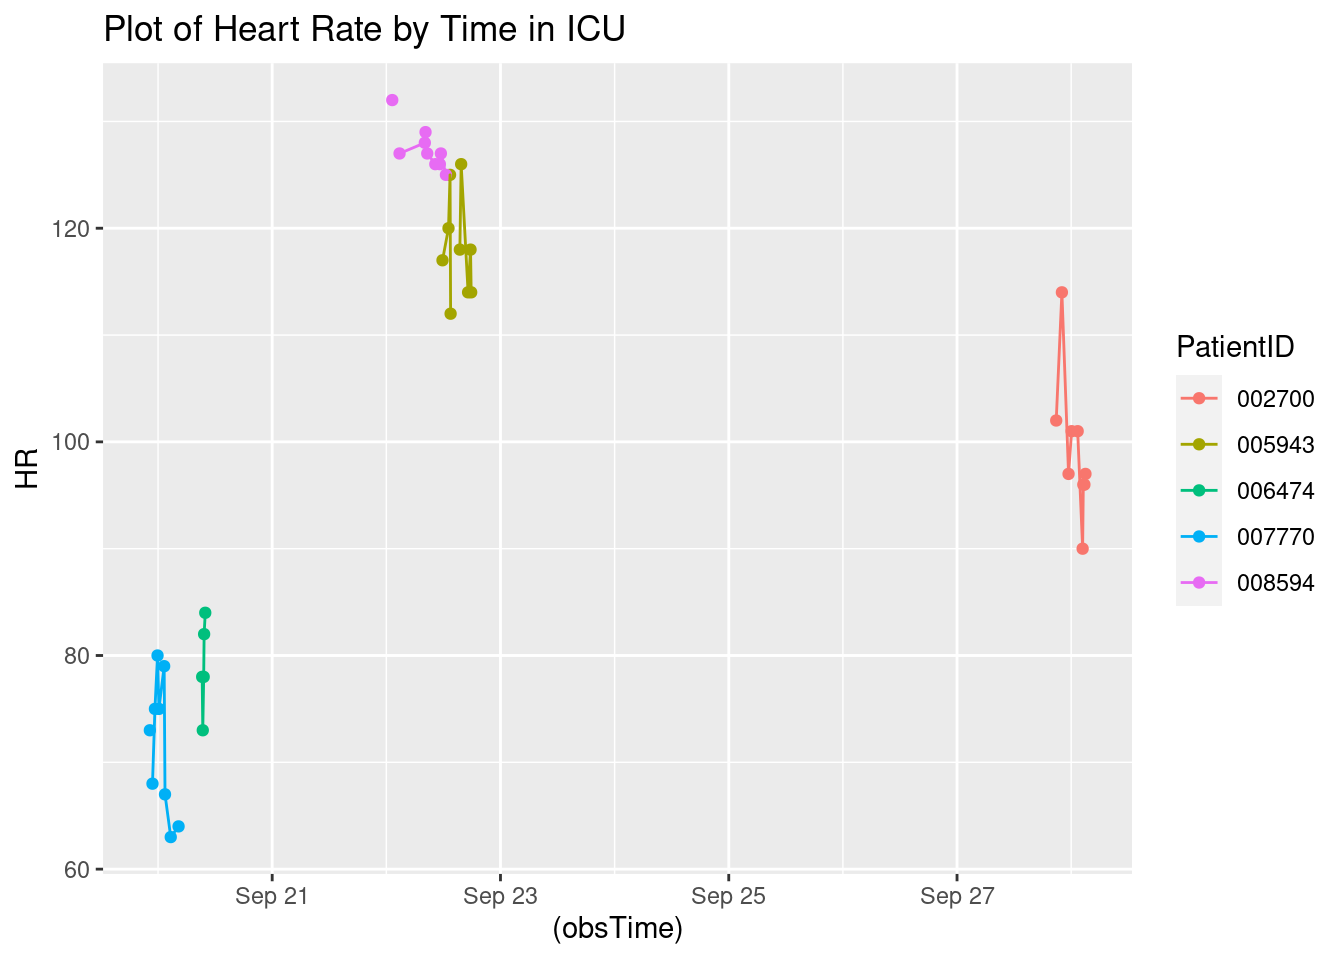 Plot of Heart Rate by Time in ICU
HR
120
100
80
60
Sep 21
Sep 23
Sep 25
Sep 27
(obsTime)
PatientID
002700
005943
006474
007770
008594